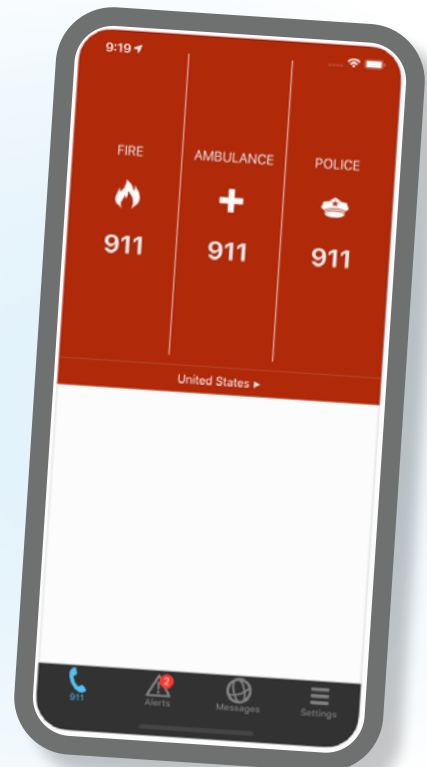 9:19
FIRE
AMBULANCE
POLICE
911
911
911
United States ▸
911
Alerts
2
Messages
Settings